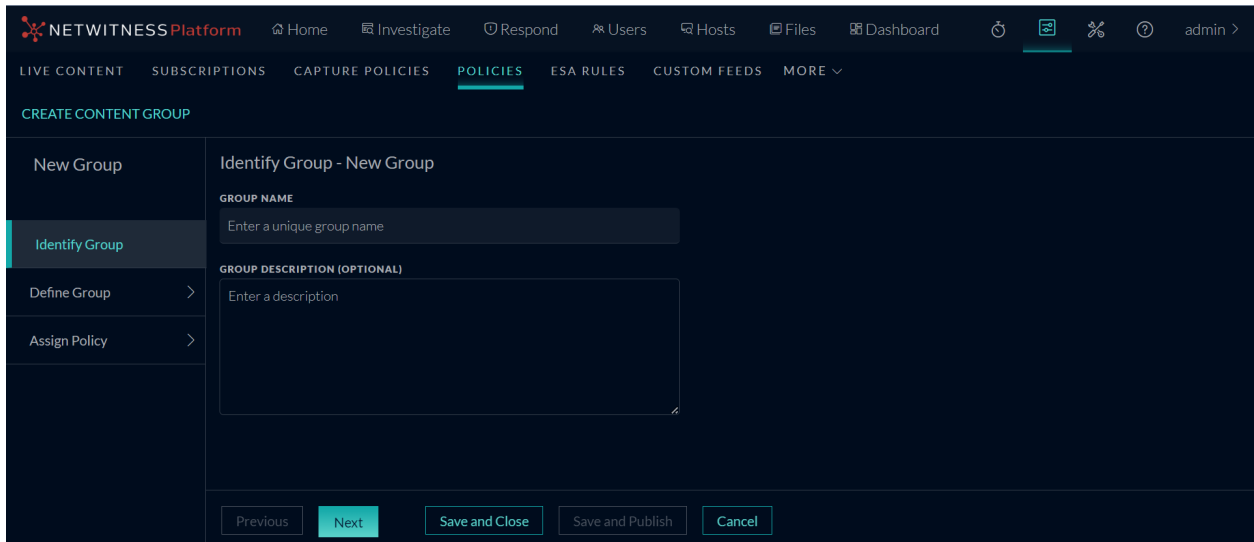 NETWITNESS Platform Home Investigate Respond Users Hosts Files Dashboard admin >
LIVE CONTENT SUBSCRIPTIONS CAPTURE POLICIES POLICIES ESA RULES CUSTOM FEEDS MORE
CREATE CONTENT GROUP
New Group
Identify Group
Define Group
Assign Policy
Identify Group - New Group
GROUP NAME
Enter a unique group name
GROUP DESCRIPTION (OPTIONAL)
Enter a description
Previous Next Save and Close Save and Publish Cancel